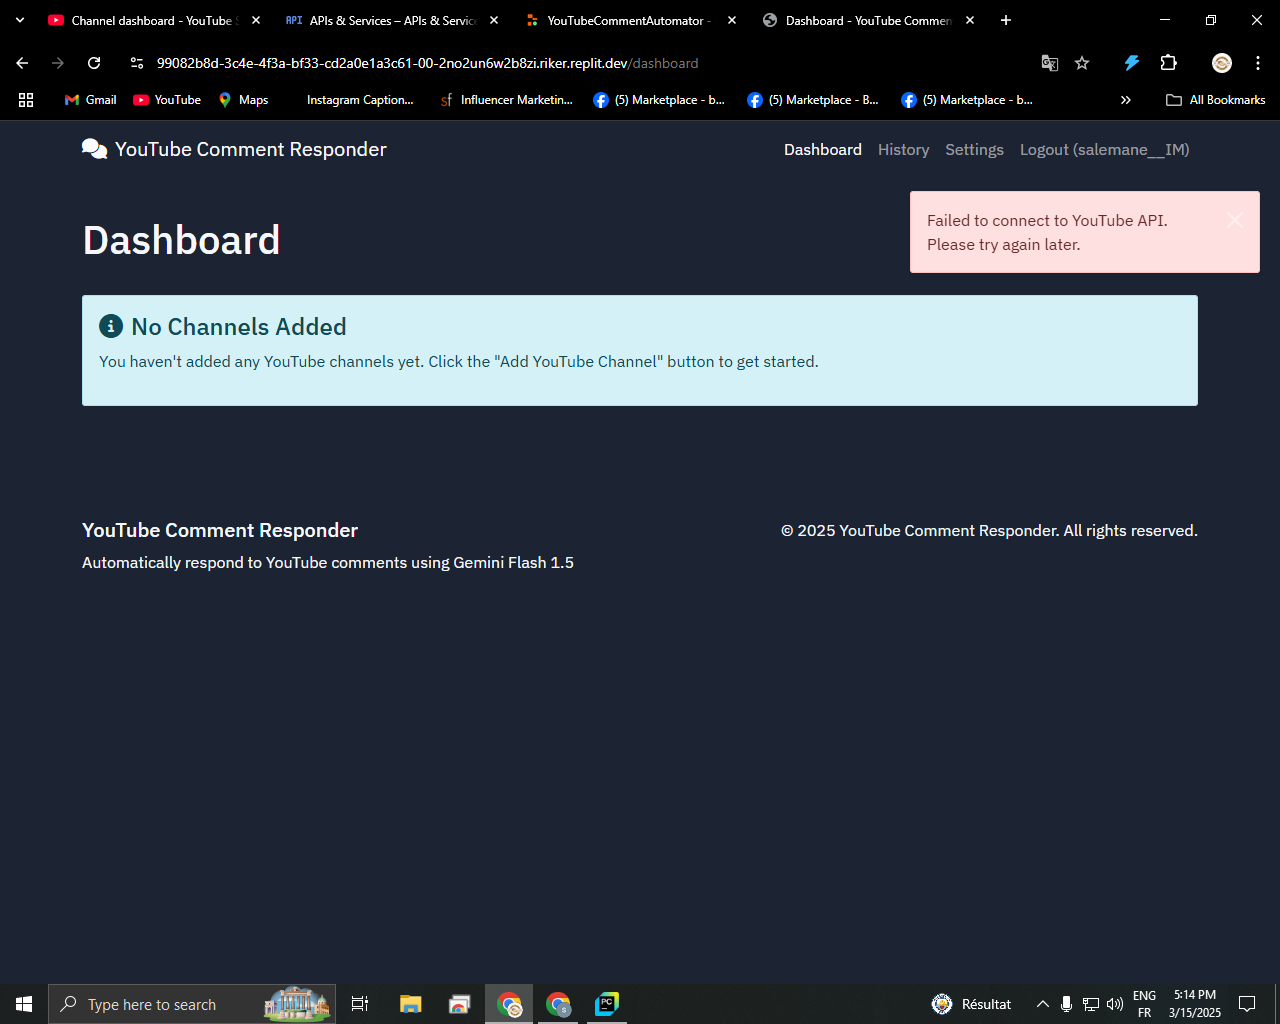 Channel dashboard - YouTube S
APIs & Services – APIs & Service
YouTubeCommentAutomator -
Dashboard - YouTube Commen
99082b8d-3c4e-4f3a-bf33-cd2a0e1a3c61-00-2no2un6w2b8zi.riker.replit.dev/dashboard
Gmail
YouTube
Maps
Instagram Caption...
Influencer Marketin...
(5) Marketplace - b...
(5) Marketplace - B...
(5) Marketplace - b...
All Bookmarks
YouTube Comment Responder
Dashboard
History
Settings
Logout (salemane__IM)
Failed to connect to YouTube API.
Please try again later.
Dashboard
No Channels Added
You haven't added any YouTube channels yet. Click the "Add YouTube Channel" button to get started.
YouTube Comment Responder
© 2025 YouTube Comment Responder. All rights reserved.
Automatically respond to YouTube comments using Gemini Flash 1.5
Type here to search
Résultat
ENG
FR
5:14 PM
3/15/2025